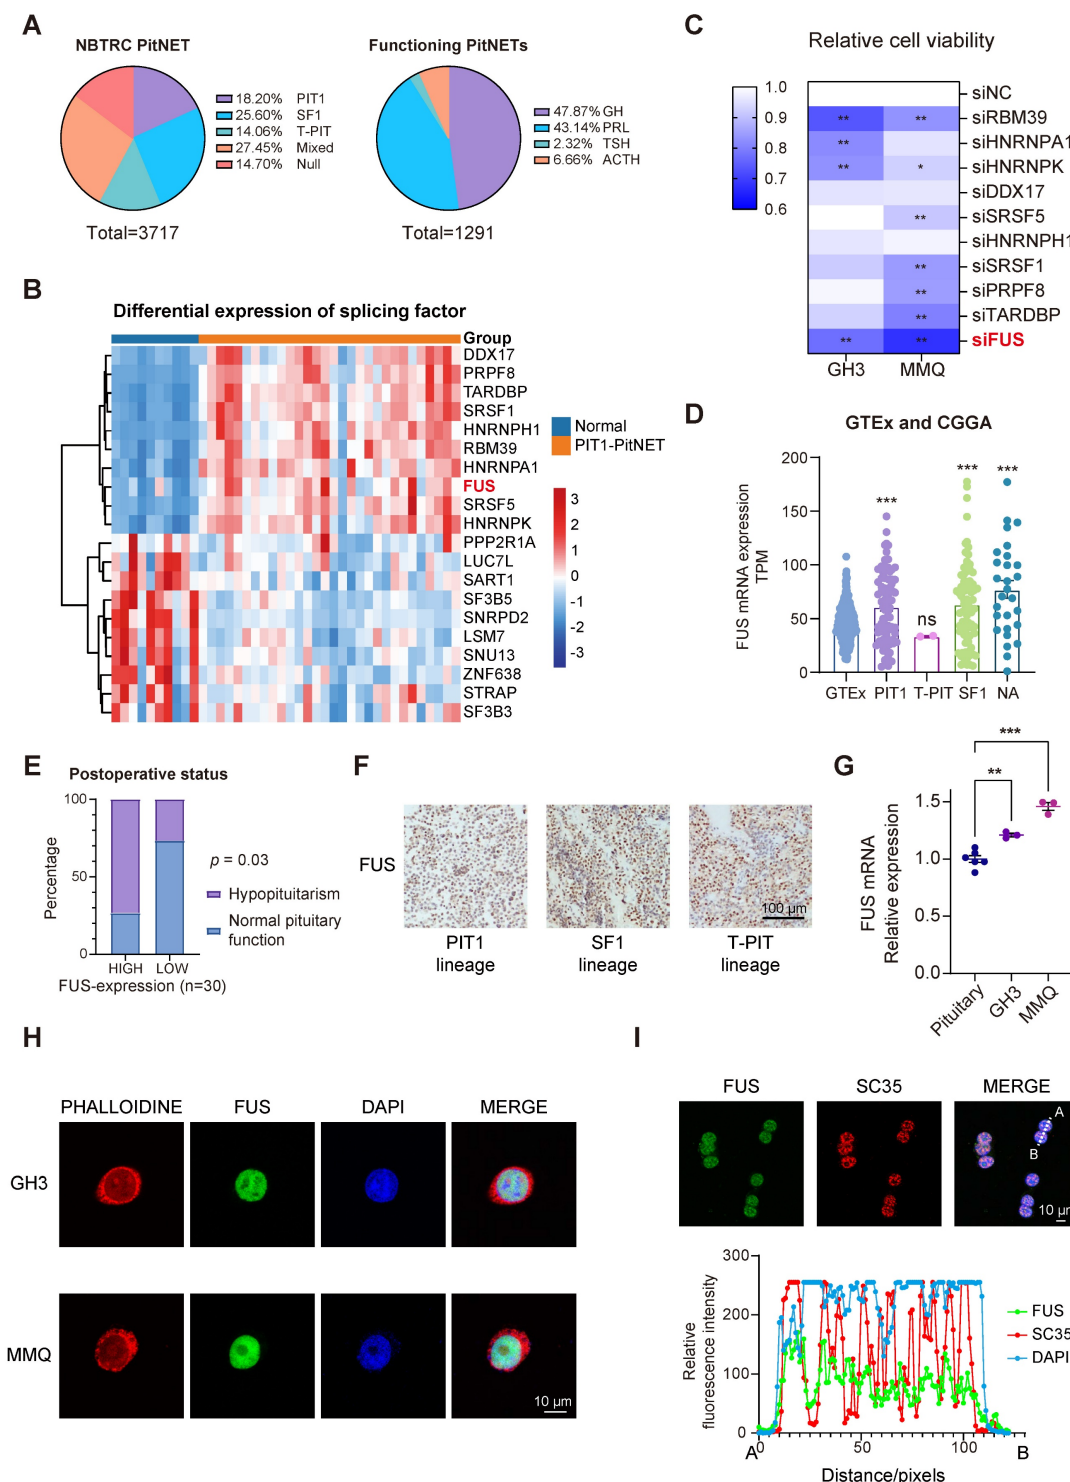 A
NBTRC PitNET
18.20% PIT1
25.60% SF1
14.06% T-PIT
27.45% Mixed
14.70% Null
Total=3717
Functioning PitNETs
47.87% GH
43.14% PRL
2.32% TSH
6.66% ACTH
Total=1291
C
Relative cell viability
1.0
0.9
0.8
0.7
0.6
siNC
siRBM39
siHNRNPA1
siHNRNPK
siDDX17
siSRSF5
siHNRNPH1
siSRSF1
siPRPF8
siTARDBP
siFUS
** **
**
** *
**
**
**
**
** **
GH3 MMQ
B
Differential expression of splicing factor
Group
DDX17
PRPF8
TARDBP
SRSF1
HNRNPH1
RBM39
HNRNPA1
FUS
SRSF5
HNRNPK
PPP2R1A
LUC7L
SART1
SF3B5
SNRPD2
LSM7
SNU13
ZNF638
STRAP
SF3B3
Normal
PIT1-PitNET
3
2
1
0
-1
-2
-3
D
GTEx and CGGA
FUS mRNA expression
TPM
200
150
100
50
0
*** ns *** ***
GTEx PIT1 T-PIT SF1 NA
E
Postoperative status
Percentage
100
50
0
p = 0.03
Hypopituitarism
Normal pituitary
function
HIGH LOW
FUS-expression (n=30)
F
FUS
100 μm
PIT1
lineage
SF1
lineage
T-PIT
lineage
G
FUS mRNA
Relative expression
1.5
1.0
0.5
0.0
***
**
Pituitary
GH3
MMQ
H
PHALLOIDINE FUS DAPI MERGE
GH3
MMQ
10 μm
I
FUS SC35 MERGE
A
B
10 μm
Relative
fluorescence intensity
300
200
100
0
FUS
SC35
DAPI
A 0 50 100 B
Distance/pixels